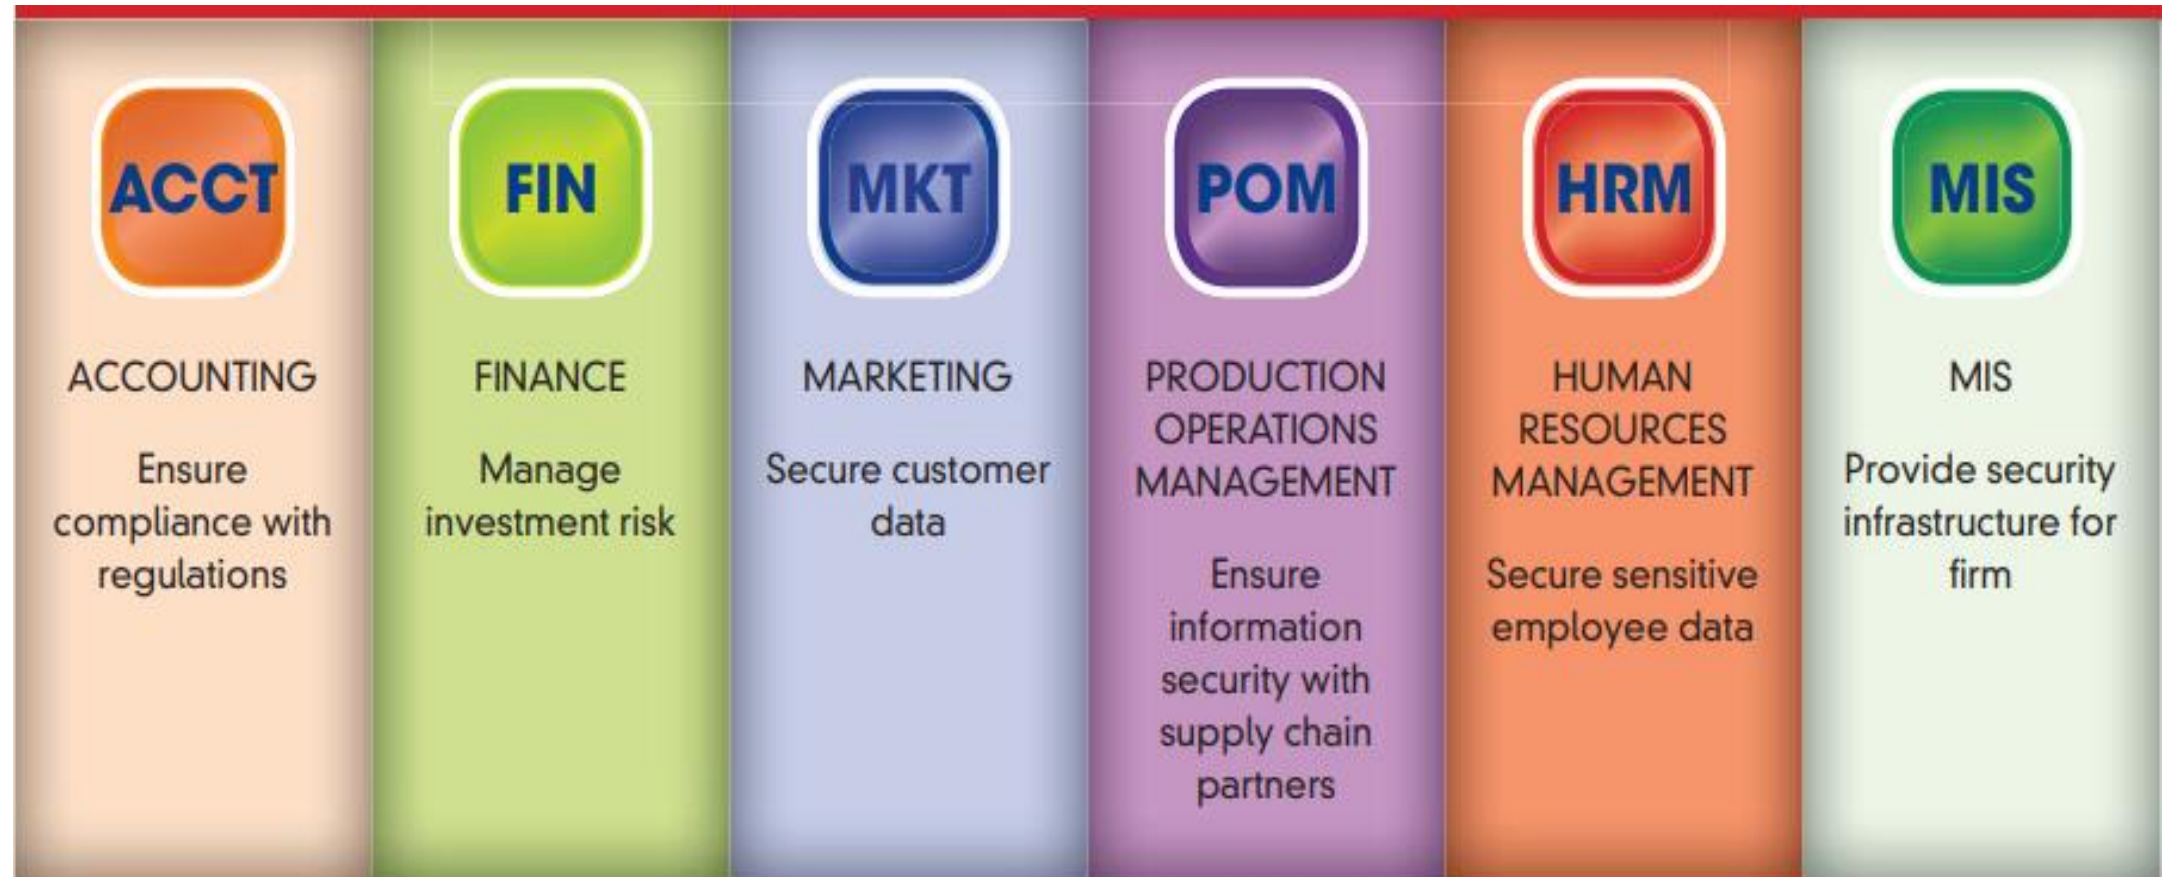 ACCT
ACCOUNTING
Ensure
compliance with
regulations
FIN
FINANCE
Manage
investment risk
MKT
MARKETING
Secure customer
data
POM
PRODUCTION
OPERATIONS
MANAGEMENT
Ensure
information
security with
supply chain
partners
HRM
HUMAN
RESOURCES
MANAGEMENT
Secure sensitive
employee data
MIS
MIS
Provide security
infrastructure for
firm